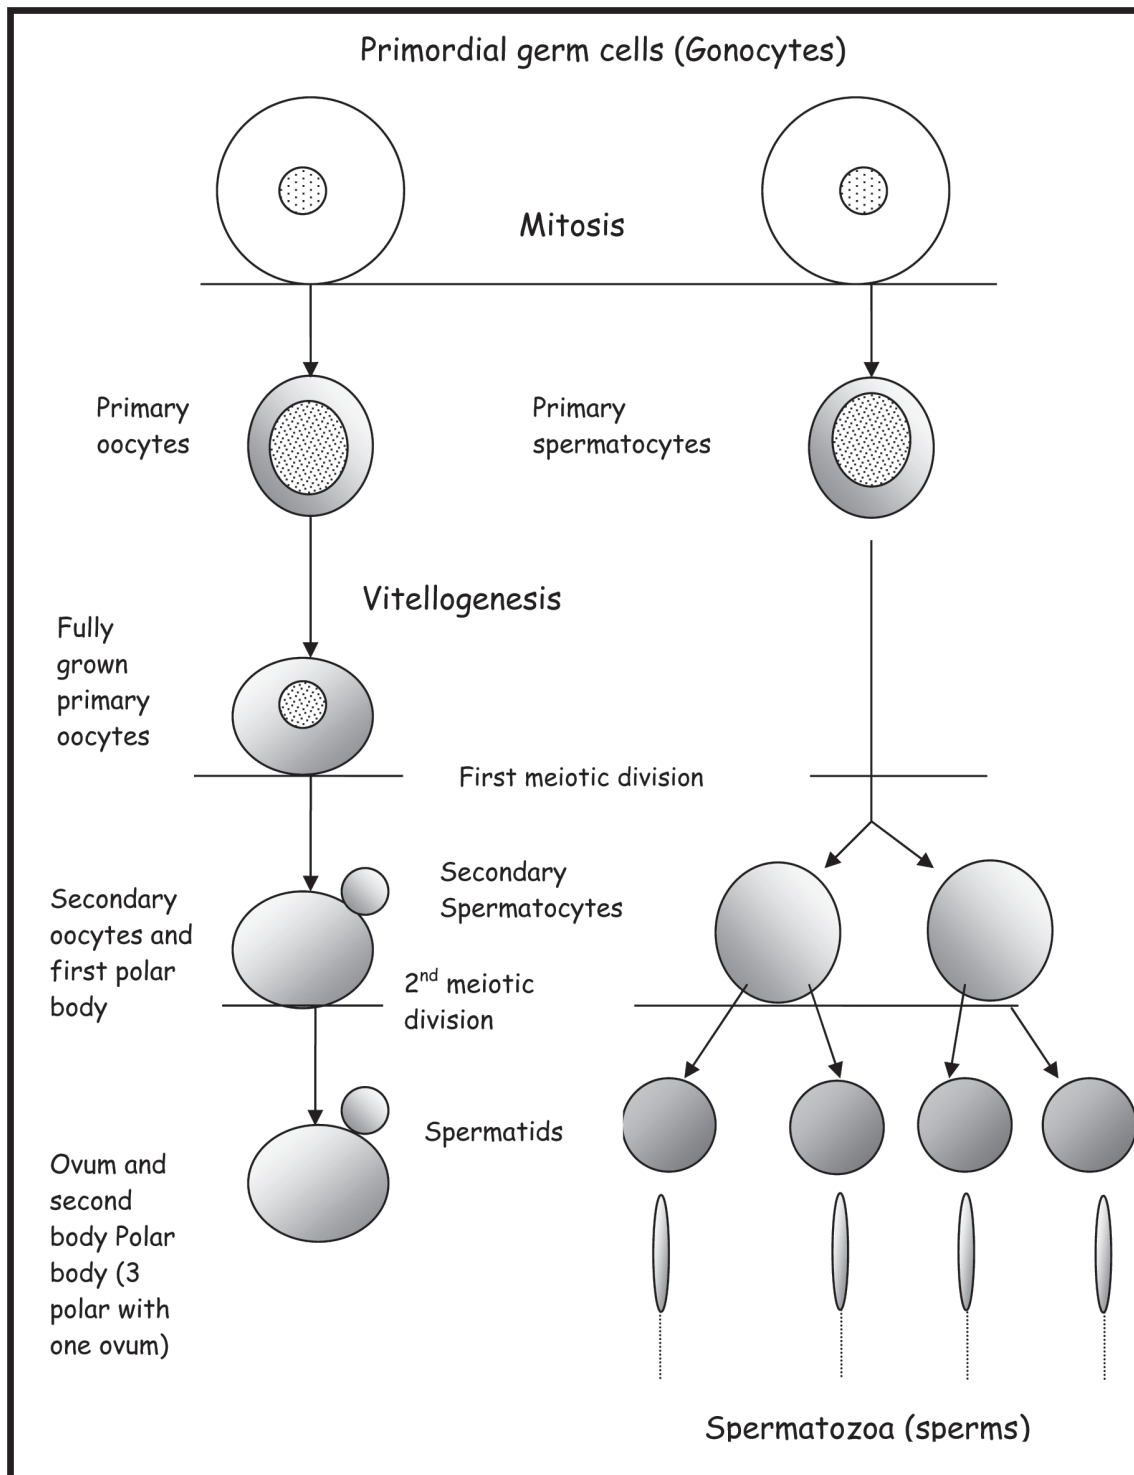 Primordial germ cells (Gonocytes)
Mitosis
Primary
oocytes
Primary
spermatocytes
Vitellogenesis
Fully
grown
primary
oocytes
First meiotic division
Secondary
oocytes and
first polar
body
Secondary
Spermatocytes
2nd meiotic
division
Spermatids
Ovum and
second
body Polar
body (3
polar with
one ovum)
Spermatozoa (sperms)